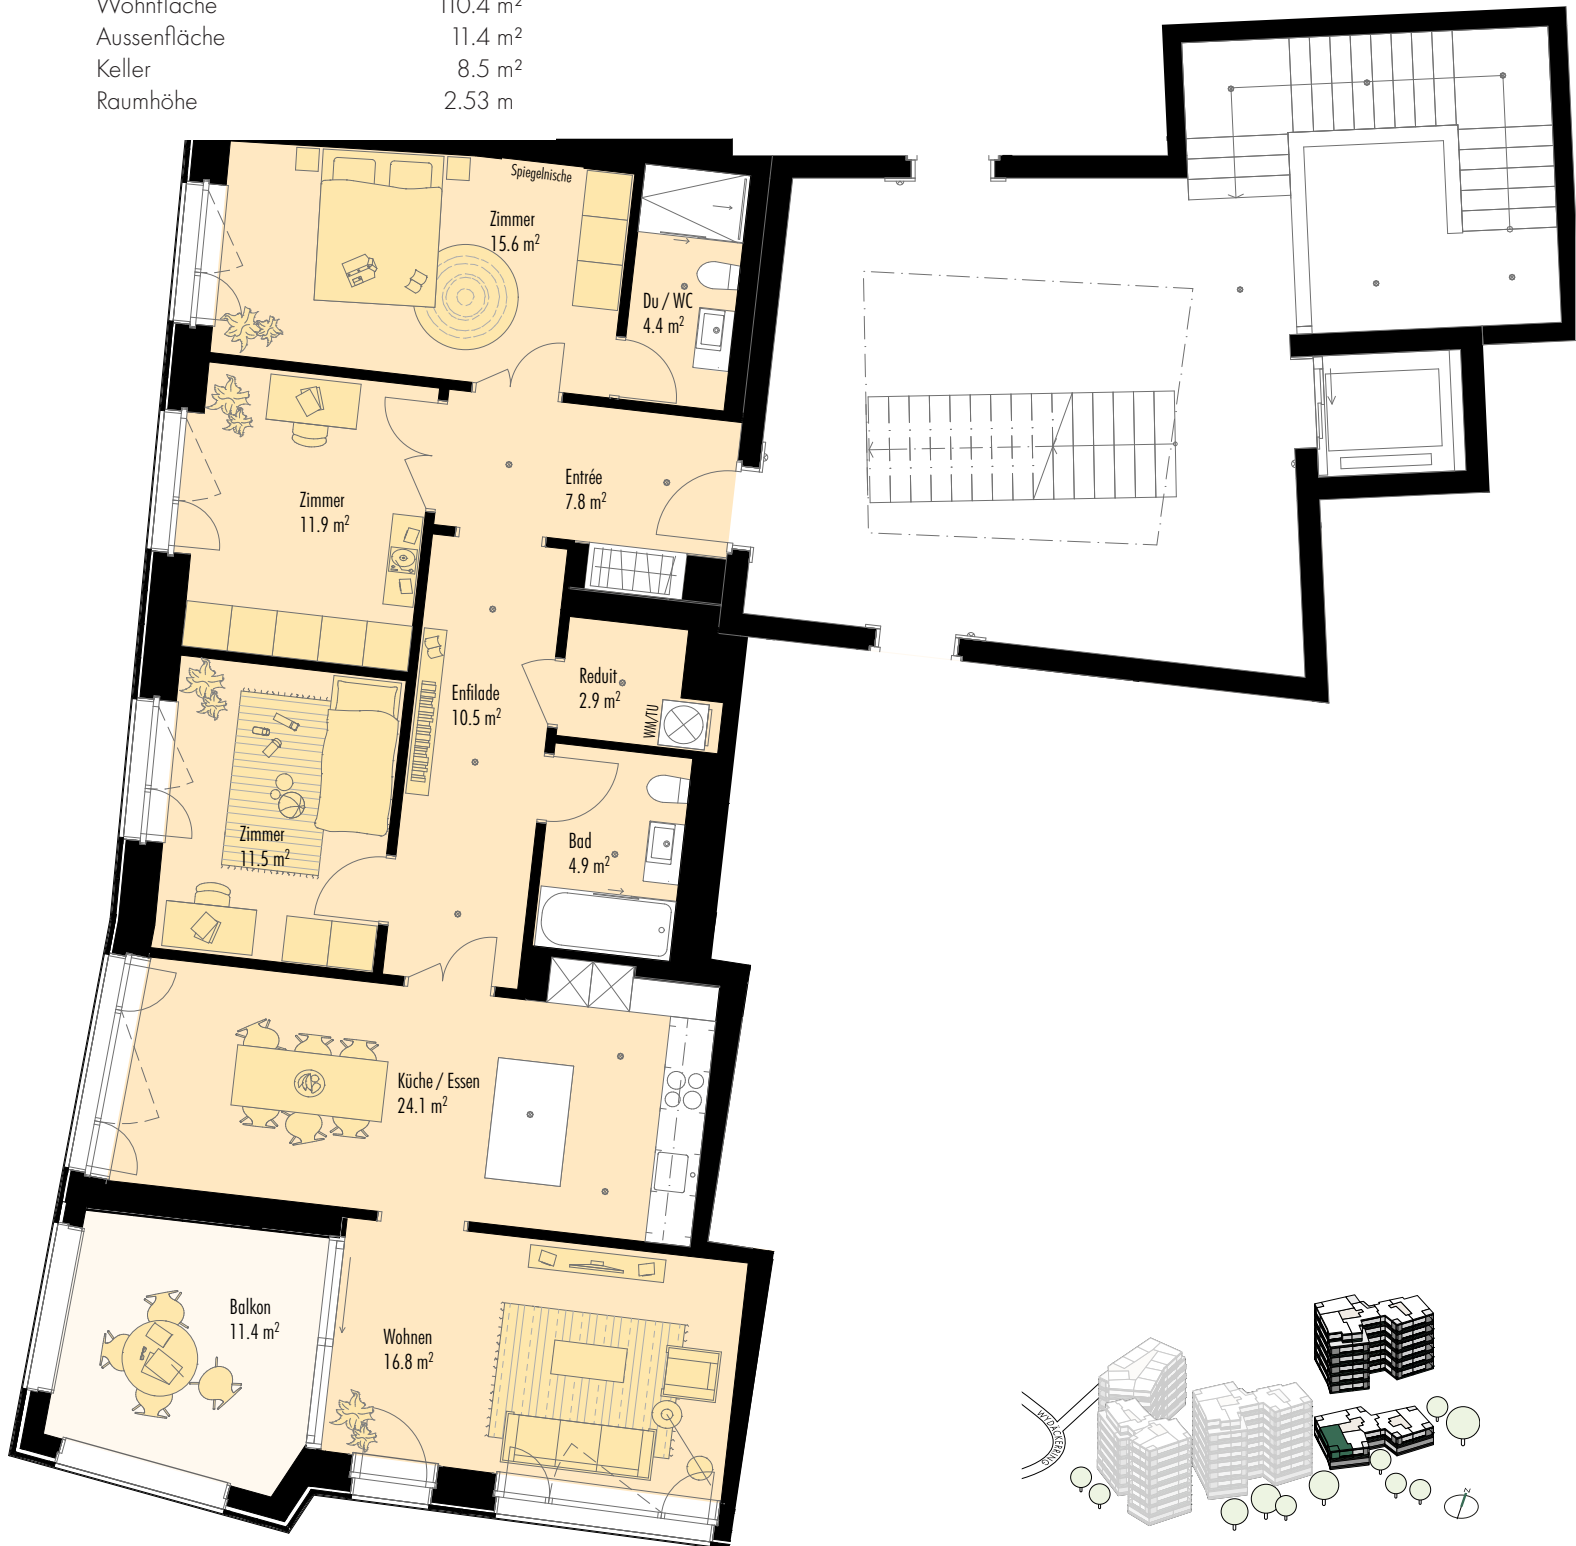 Wohnfläche 110.4 m²
Aussenfläche 11.4 m²
Keller 8.5 m²
Raumhöhe 2.53 m
Spiegelnische
Zimmer
15.6 m²
Du / WC
4.4 m²
Entrée
7.8 m²
Zimmer
11.9 m²
Enfilade
10.5 m²
Reduit
2.9 m²
WM/TU
Zimmer
11.5 m²
Bad
4.9 m²
Küche / Essen
24.1 m²
Balkon
11.4 m²
Wohnen
16.8 m²
WYDÄCKERRING
N